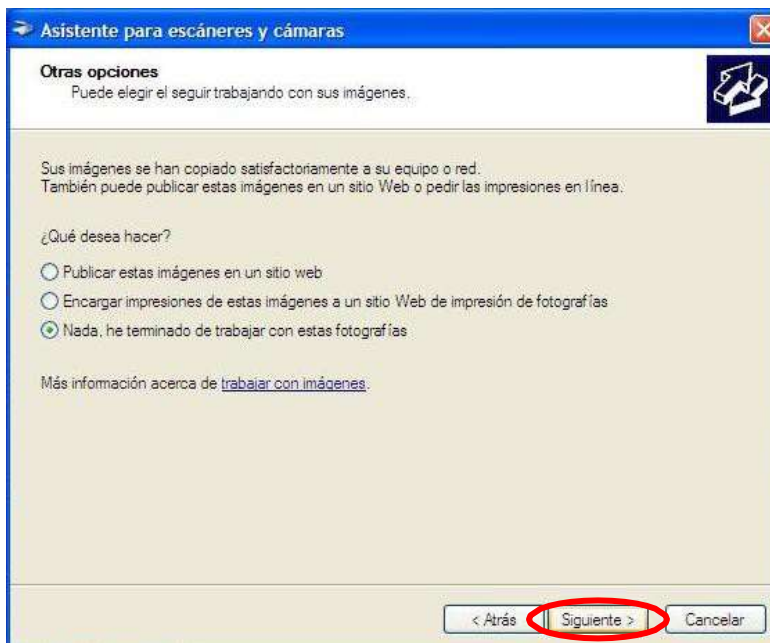 Asistente para escáneres y cámaras
Otras opciones
Puede elegir el seguir trabajando con sus imágenes.
Sus imágenes se han copiado satisfactoriamente a su equipo o red.
También puede publicar estas imágenes en un sitio Web o pedir las impresiones en línea.
¿Qué desea hacer?
Publicar estas imágenes en un sitio web
Encargar impresiones de estas imágenes a un sitio Web de impresión de fotografías
Nada, he terminado de trabajar con estas fotografías
Más información acerca de trabajar con imágenes.
< Atrás Siguiente > Cancelar